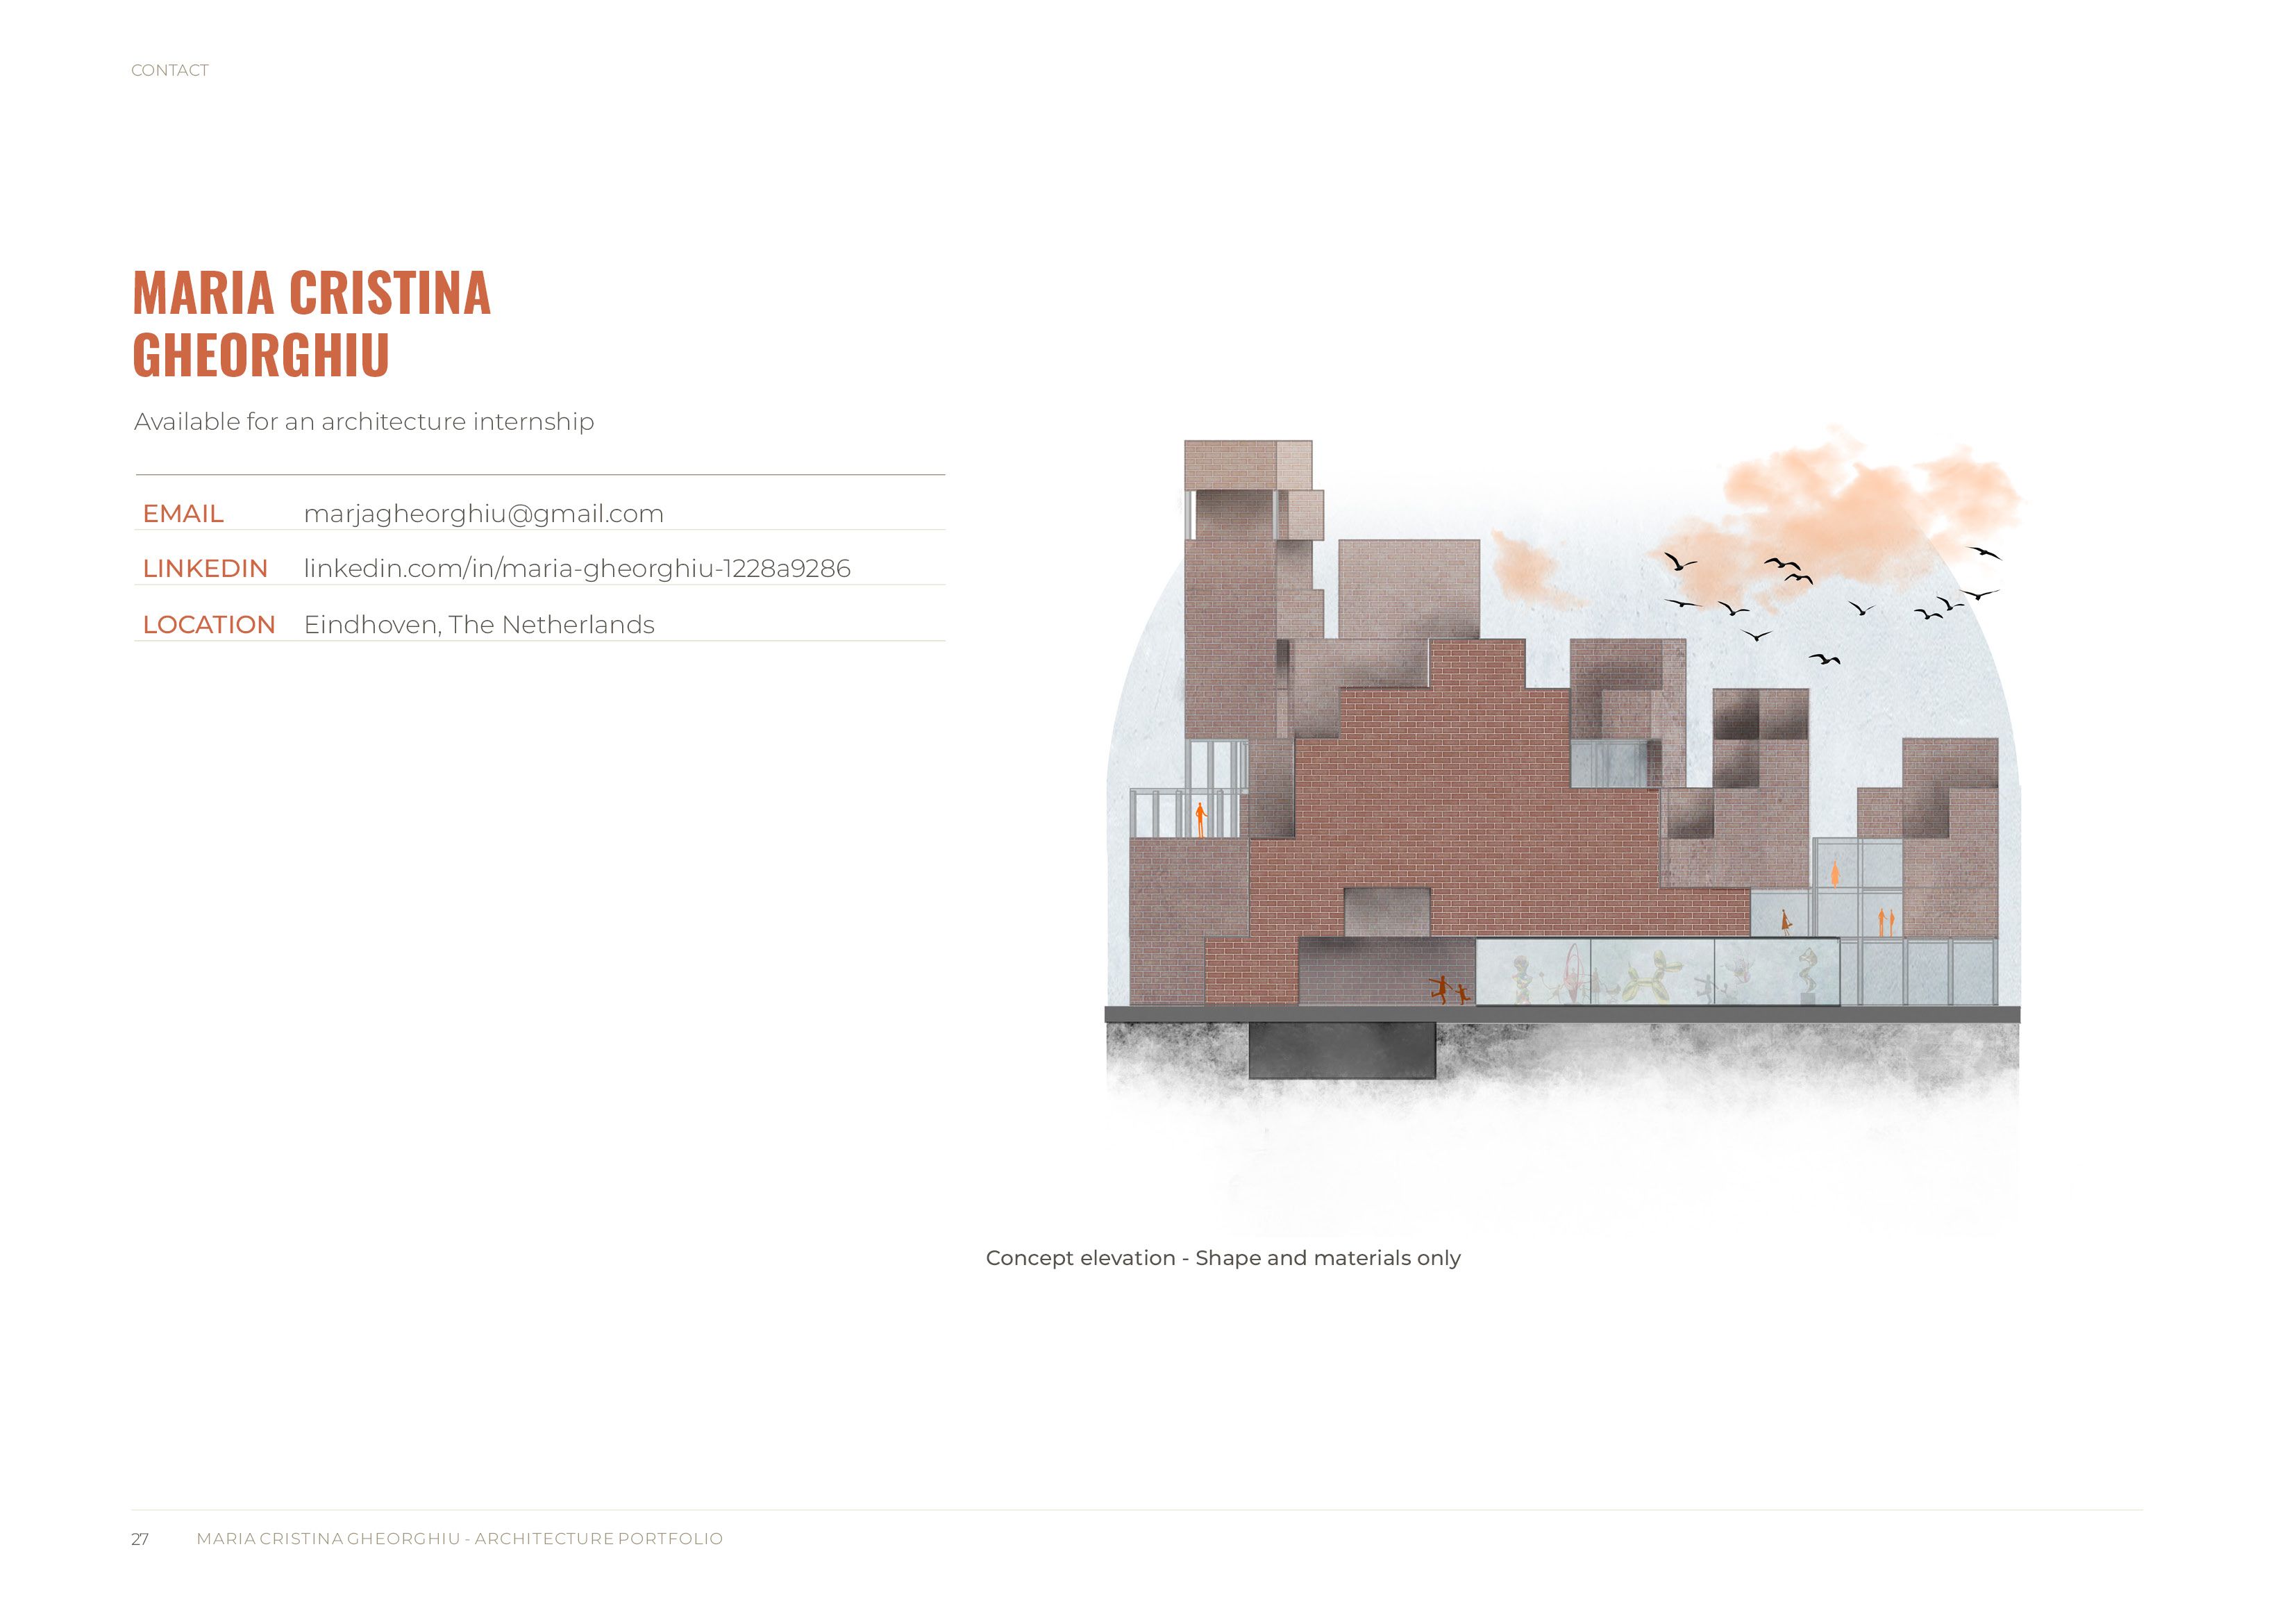 CONTACT
MARIA CRISTINA
GHEORGHIU
Available for an architecture internship
EMAIL marjagheorghiu@gmail.com
LINKEDIN linkedin.com/in/maria-gheorghiu-1228a9286
LOCATION Eindhoven, The Netherlands
Concept elevation - Shape and materials only
27 MARIA CRISTINA GHEORGHIU - ARCHITECTURE PORTFOLIO